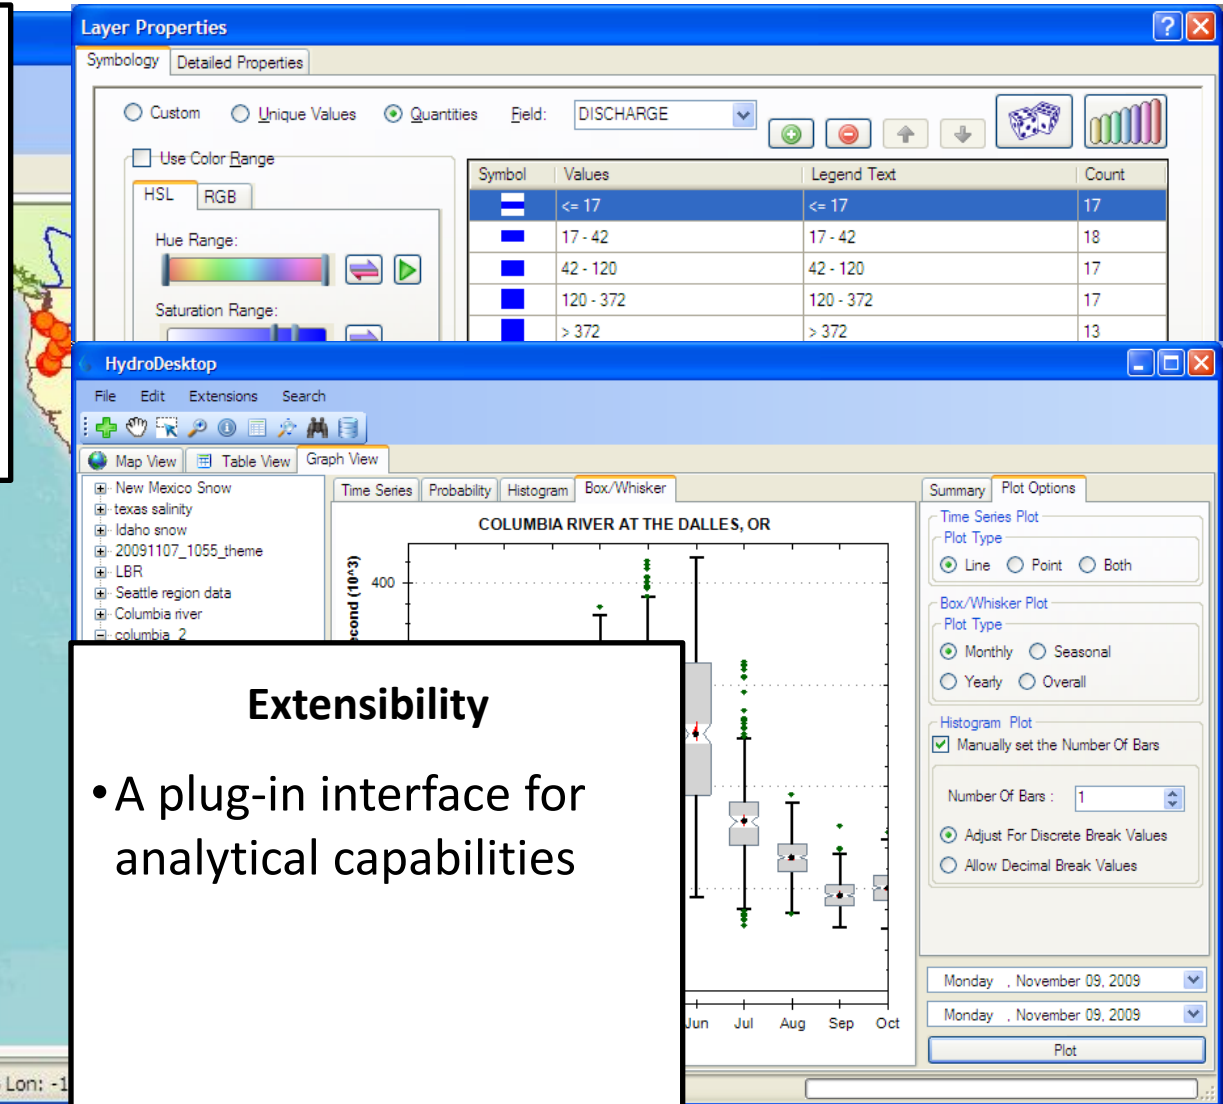 Layer Properties
Symbology Detailed Properties
Custom Unique Values Quantities Field: DISCHARGE
Use Color Range
HSL RGB
Hue Range:
Saturation Range:
Symbol Values Legend Text Count
<= 17 <= 17 17
17 - 42 17 - 42 18
42 - 120 42 - 120 17
120 - 372 120 - 372 17
> 372 > 372 13
HydroDesktop
File Edit Extensions Search
Map View Table View Graph View
New Mexico Snow
texas salinity
Idaho snow
20091107_1055_theme
LBR
Seattle region data
Columbia river
columbia_2
Time Series Probability Histogram Box/Whisker
COLUMBIA RIVER AT THE DALLES, OR
(10^3)
400
Jun Jul Aug Sep Oct
Summary Plot Options
Time Series Plot
Plot Type
Line Point Both
Box/Whisker Plot
Plot Type
Monthly Seasonal
Yearly Overall
Histogram Plot
Manually set the Number Of Bars
Number Of Bars : 1
Adjust For Discrete Break Values
Allow Decimal Break Values
Monday , November 09, 2009
Monday , November 09, 2009
Plot
Extensibility
• A plug-in interface for
analytical capabilities
Lon: -1